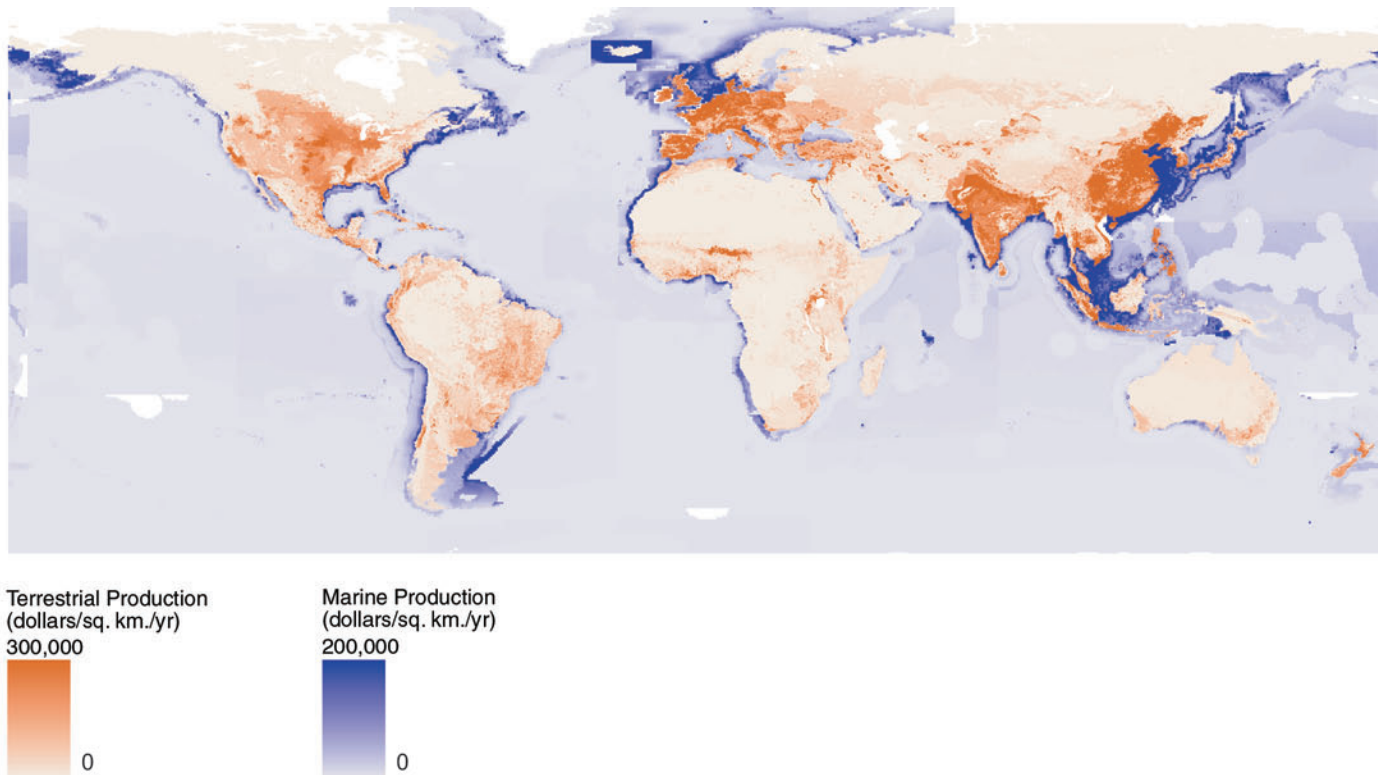 Terrestrial Production
(dollars/sq. km./yr)
300,000
0
Marine Production
(dollars/sq. km./yr)
200,000
0